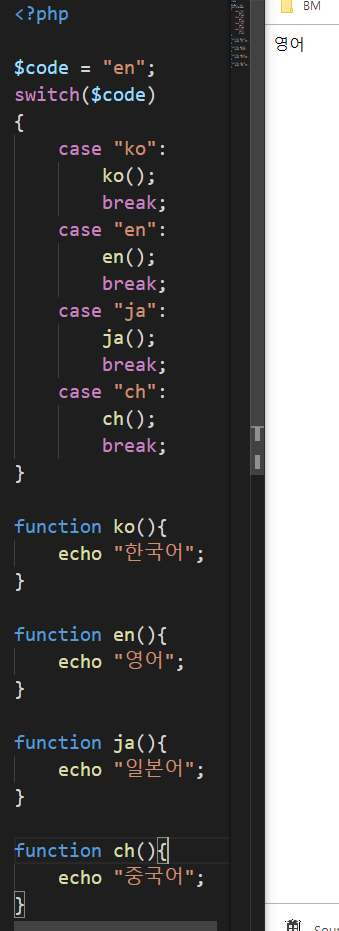 <?php
$code = "en";
switch($code)
{
case "ko":
ko();
break;
case "en":
en();
break;
case "ja":
ja();
break;
case "ch":
ch();
break;
}
function ko(){
echo "한국어";
}
function en(){
echo "영어";
}
function ja(){
echo "일본어";
}
function ch(){
echo "중국어";
}
BM
영어